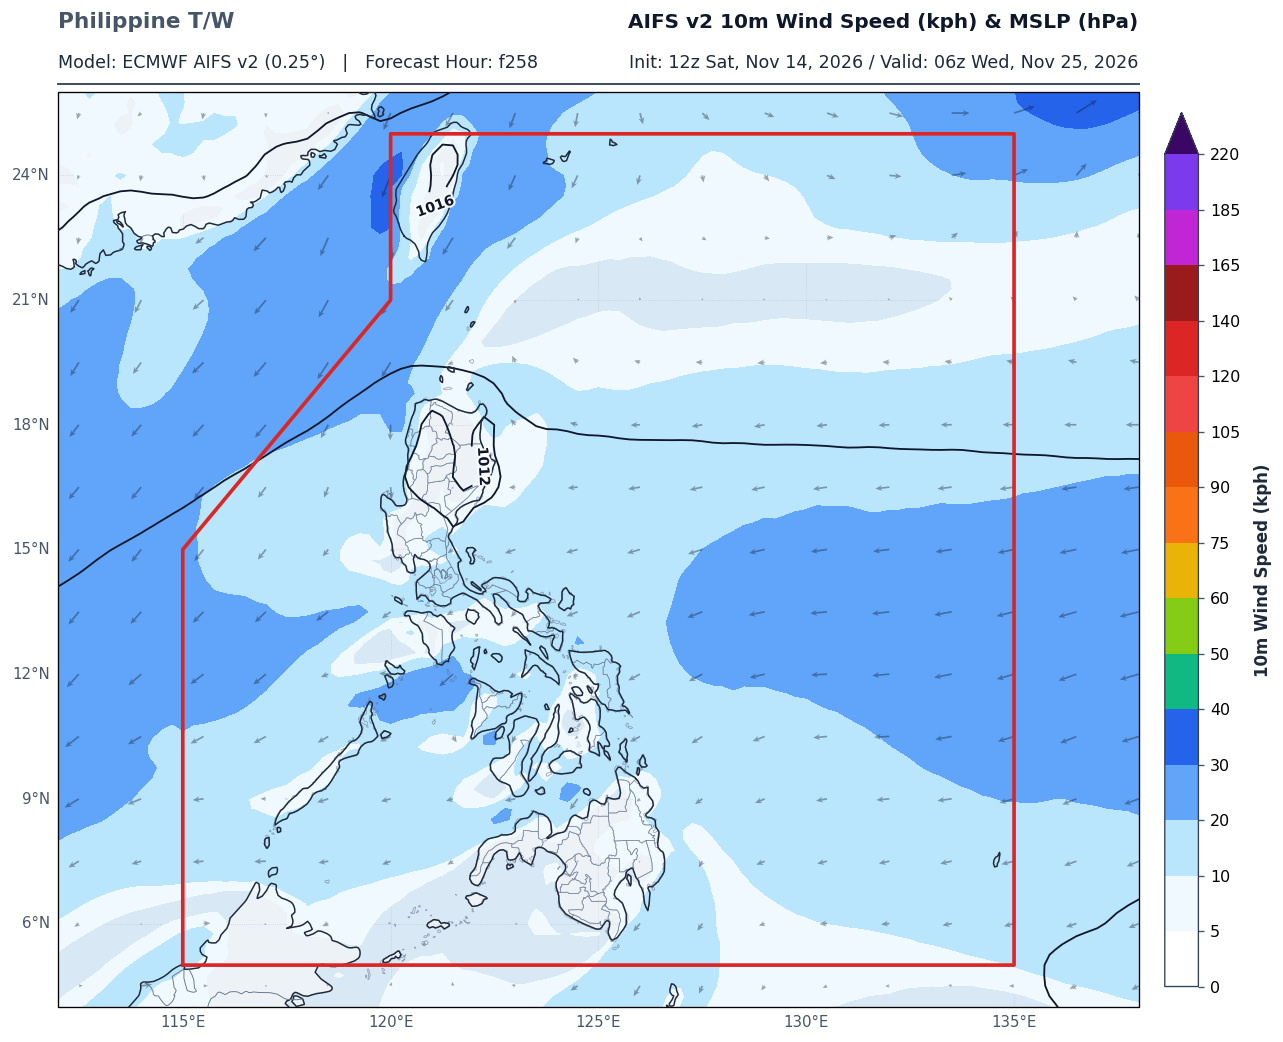 Philippine T/W
AIFS v2 10m Wind Speed (kph) & MSLP (hPa)
Model: ECMWF AIFS v2 (0.25°)   |   Forecast Hour: f258
Init: 12z Sat, Nov 14, 2026 / Valid: 06z Wed, Nov 25, 2026
24°N
21°N
18°N
15°N
12°N
9°N
6°N
1016
1012
115°E
120°E
125°E
130°E
135°E
220
185
165
140
120
105
90
75
60
50
40
30
20
10
5
0
10m Wind Speed (kph)